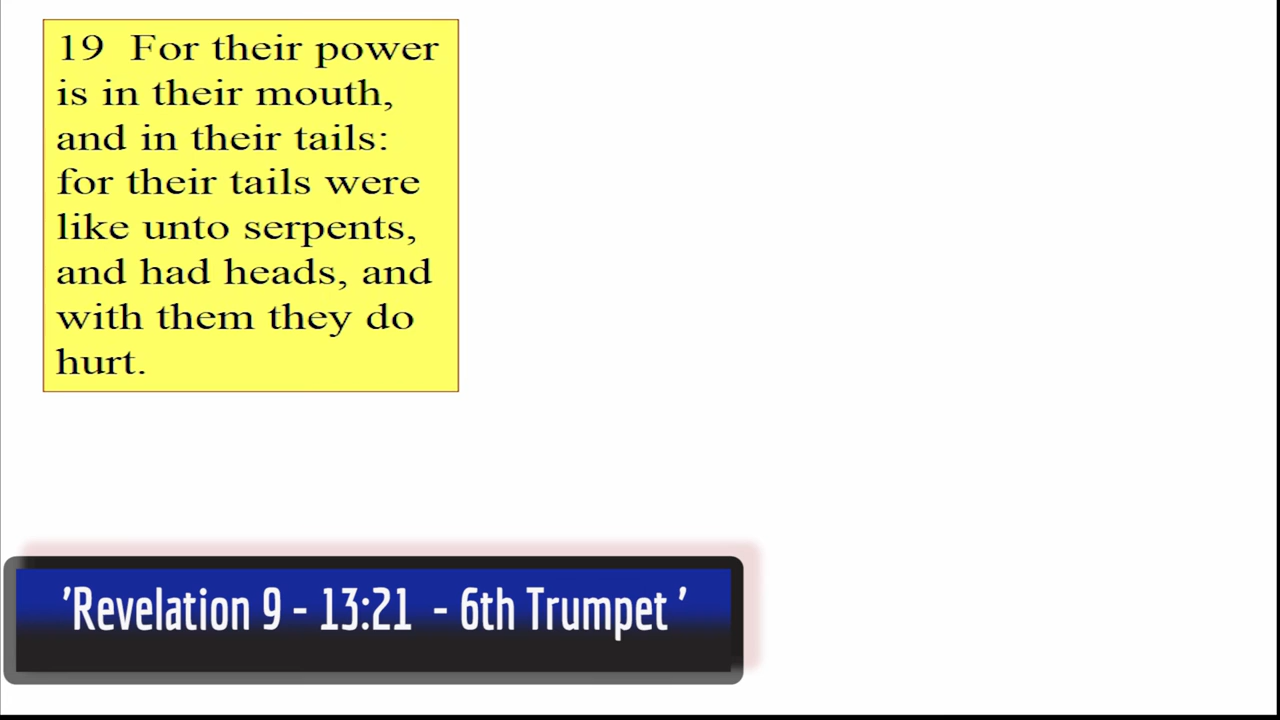 19 For their power
is in their mouth,
and in their tails:
for their tails were
like unto serpents,
and had heads, and
with them they do
hurt.
'Revelation 9 - 13:21 - 6th Trumpet '